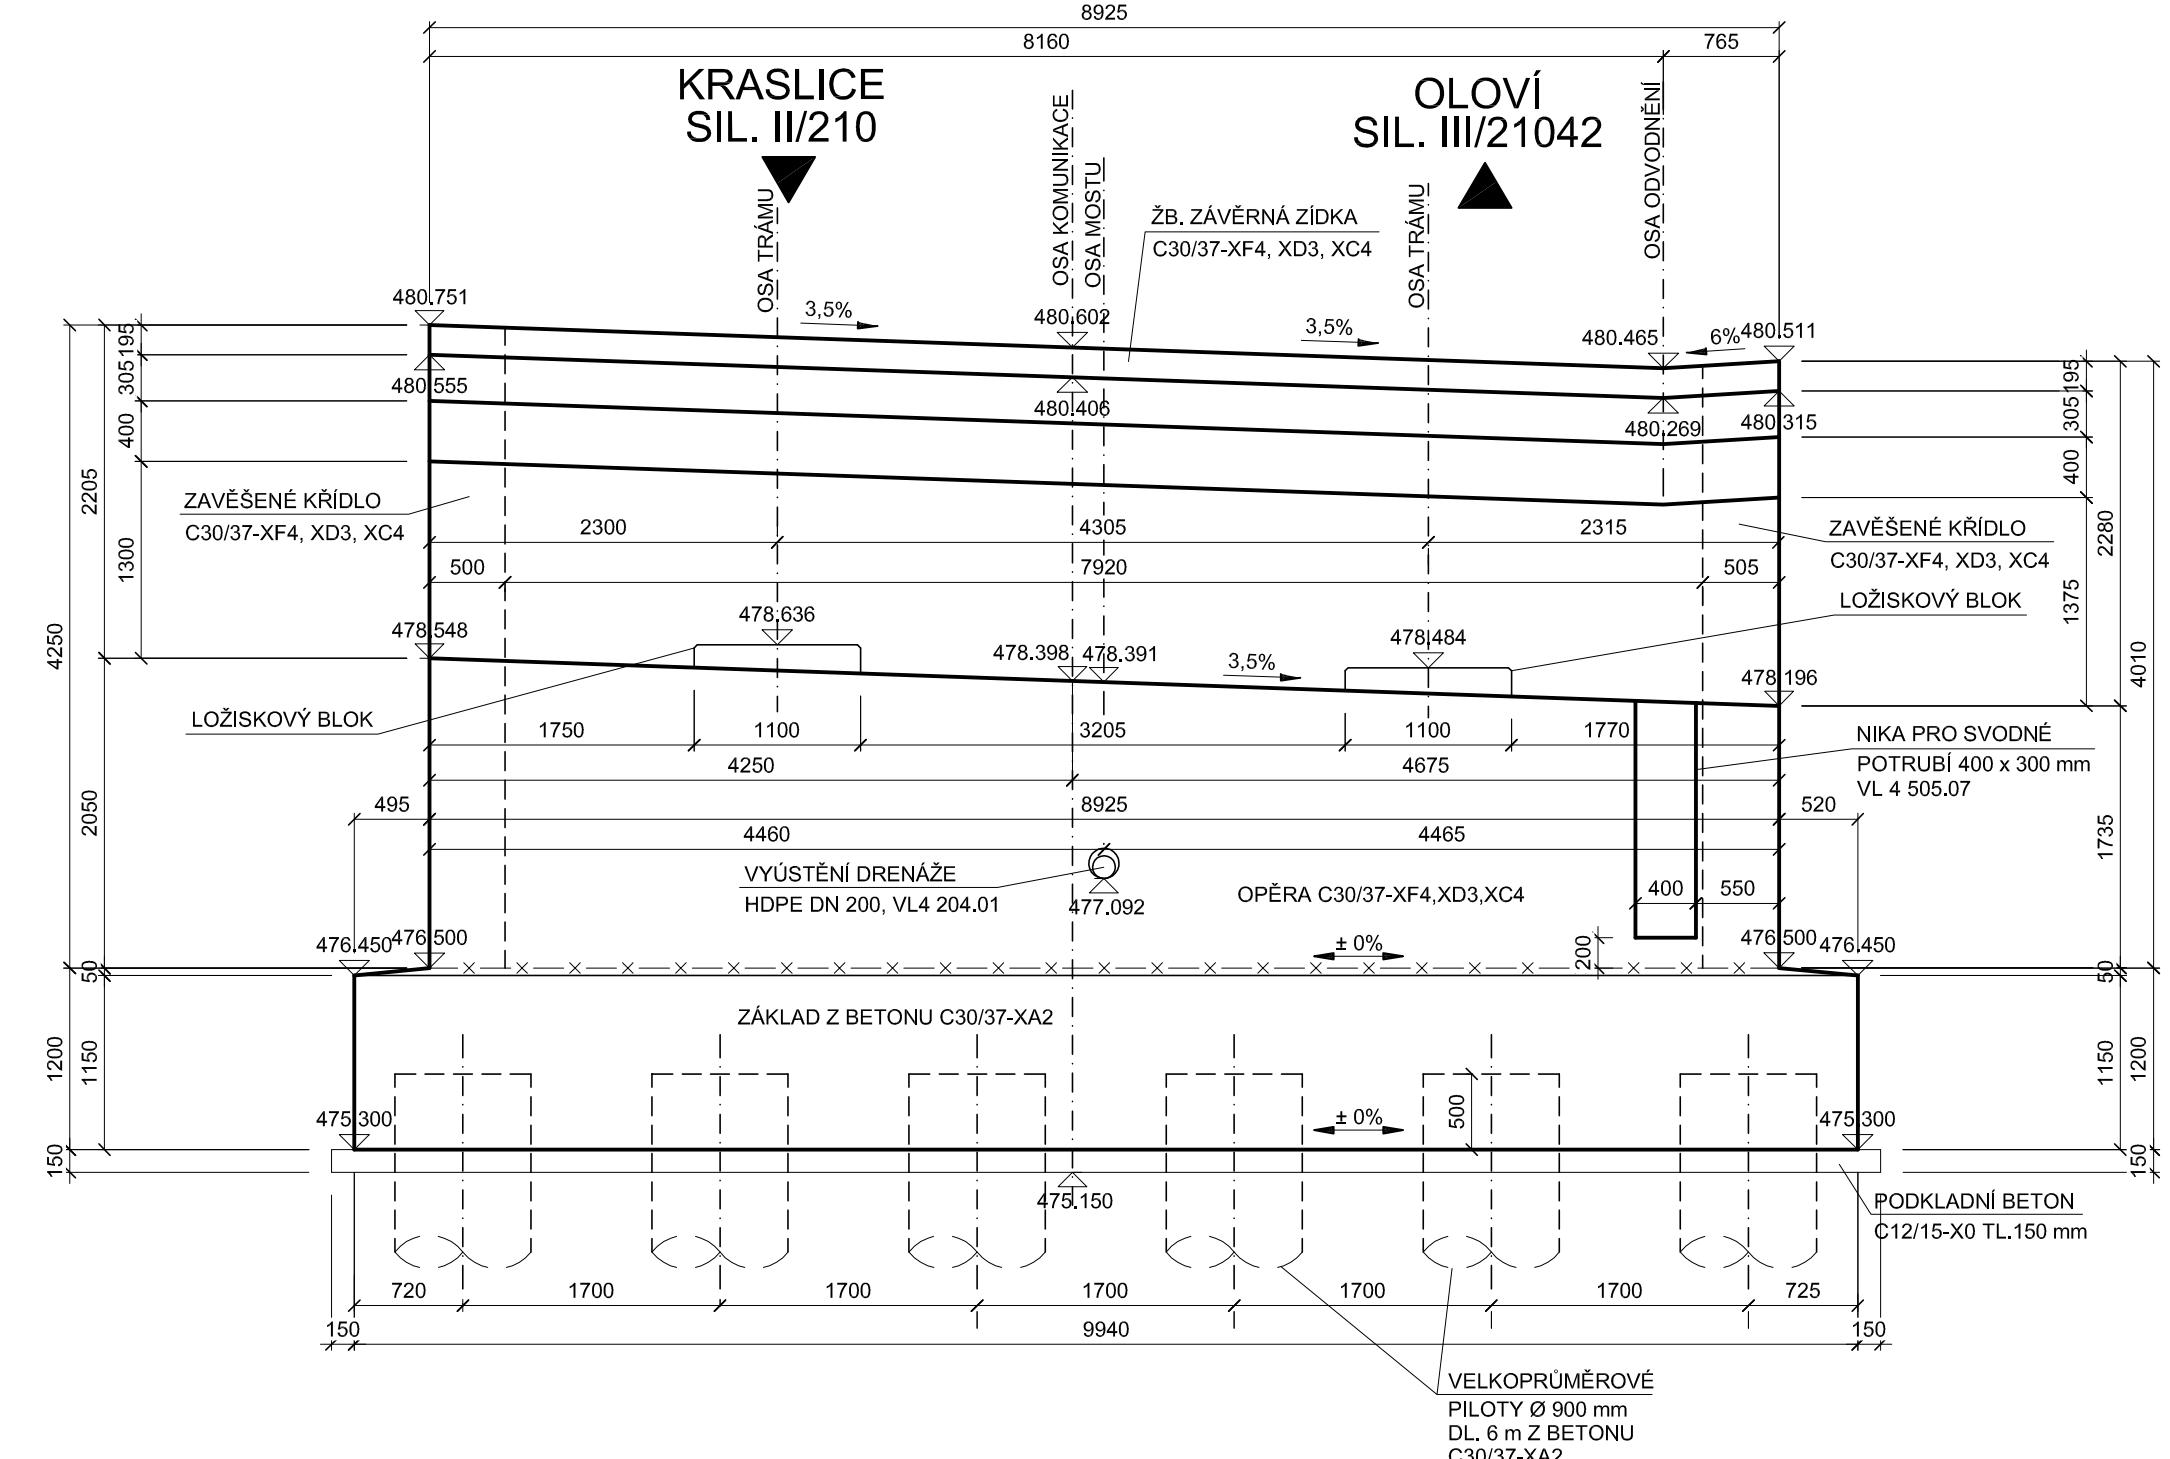 8925
8160
765
KRASLICE
SIL. II/210
OLOVÍ
SIL. III/21042
OSA TRÁMU
OSA KOMUNIKACE
OSA MOSTU
OSA TRÁMU
OSA ODVODNĚNÍ
ŽB. ZÁVĚRNÁ ZÍDKA
C30/37-XF4, XD3, XC4
480.751
3,5%
480.602
3,5%
480.465
6%
480.511
480.555
480.406
480.269
480.315
195
305
400
1300
2205
4250
2050
50
1200
1150
150
195
305
400
1375
2280
4010
1735
50
1150
1200
150
ZAVĚŠENÉ KŘÍDLO
C30/37-XF4, XD3, XC4
2300
4305
2315
ZAVĚŠENÉ KŘÍDLO
C30/37-XF4, XD3, XC4
500
7920
505
LOŽISKOVÝ BLOK
478.548
478.636
478.398
478.391
3,5%
478.484
478.196
LOŽISKOVÝ BLOK
1750
1100
3205
1100
1770
NIKA PRO SVODNÉ
POTRUBÍ 400 x 300 mm
VL 4 505.07
4250
4675
495
8925
520
4460
4465
VYÚSTĚNÍ DRENÁŽE
HDPE DN 200, VL4 204.01
477.092
OPĚRA C30/37-XF4,XD3,XC4
400
550
200
476.450
476.500
± 0%
476.500
476.450
ZÁKLAD Z BETONU C30/37-XA2
475.300
500
± 0%
475.300
475.150
PODKLADNÍ BETON
C12/15-X0 TL.150 mm
720
1700
1700
1700
1700
1700
725
150
9940
150
VELKOPRŮMĚROVÉ
PILOTY Ø 900 mm
DL. 6 m Z BETONU
C30/37-XA2